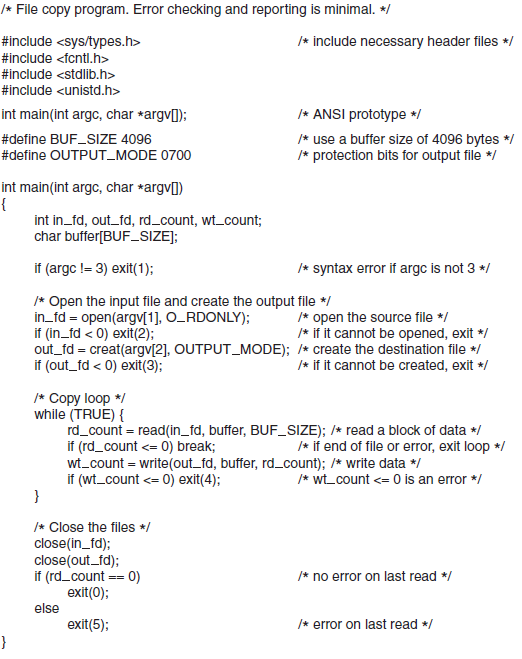 /* File copy program. Error checking and reporting is minimal. */
#include <sys/types.h> /* include necessary header files */
#include <fcntl.h>
#include <stdlib.h>
#include <unistd.h>
int main(int argc, char *argv[]); /* ANSI prototype */
#define BUF_SIZE 4096 /* use a buffer size of 4096 bytes */
#define OUTPUT_MODE 0700 /* protection bits for output file */
int main(int argc, char *argv[])
{
int in_fd, out_fd, rd_count, wt_count;
char buffer[BUF_SIZE];
if (argc != 3) exit(1); /* syntax error if argc is not 3 */
/* Open the input file and create the output file */
in_fd = open(argv[1], O_RDONLY); /* open the source file */
if (in_fd < 0) exit(2); /* if it cannot be opened, exit */
out_fd = creat(argv[2], OUTPUT_MODE); /* create the destination file */
if (out_fd < 0) exit(3); /* if it cannot be created, exit */
/* Copy loop */
while (TRUE) {
rd_count = read(in_fd, buffer, BUF_SIZE); /* read a block of data */
if (rd_count <= 0) break; /* if end of file or error, exit loop */
wt_count = write(out_fd, buffer, rd_count); /* write data */
if (wt_count <= 0) exit(4); /* wt_count <= 0 is an error */
}
/* Close the files */
close(in_fd);
close(out_fd);
if (rd_count == 0) /* no error on last read */
exit(0);
else
exit(5); /* error on last read */
}